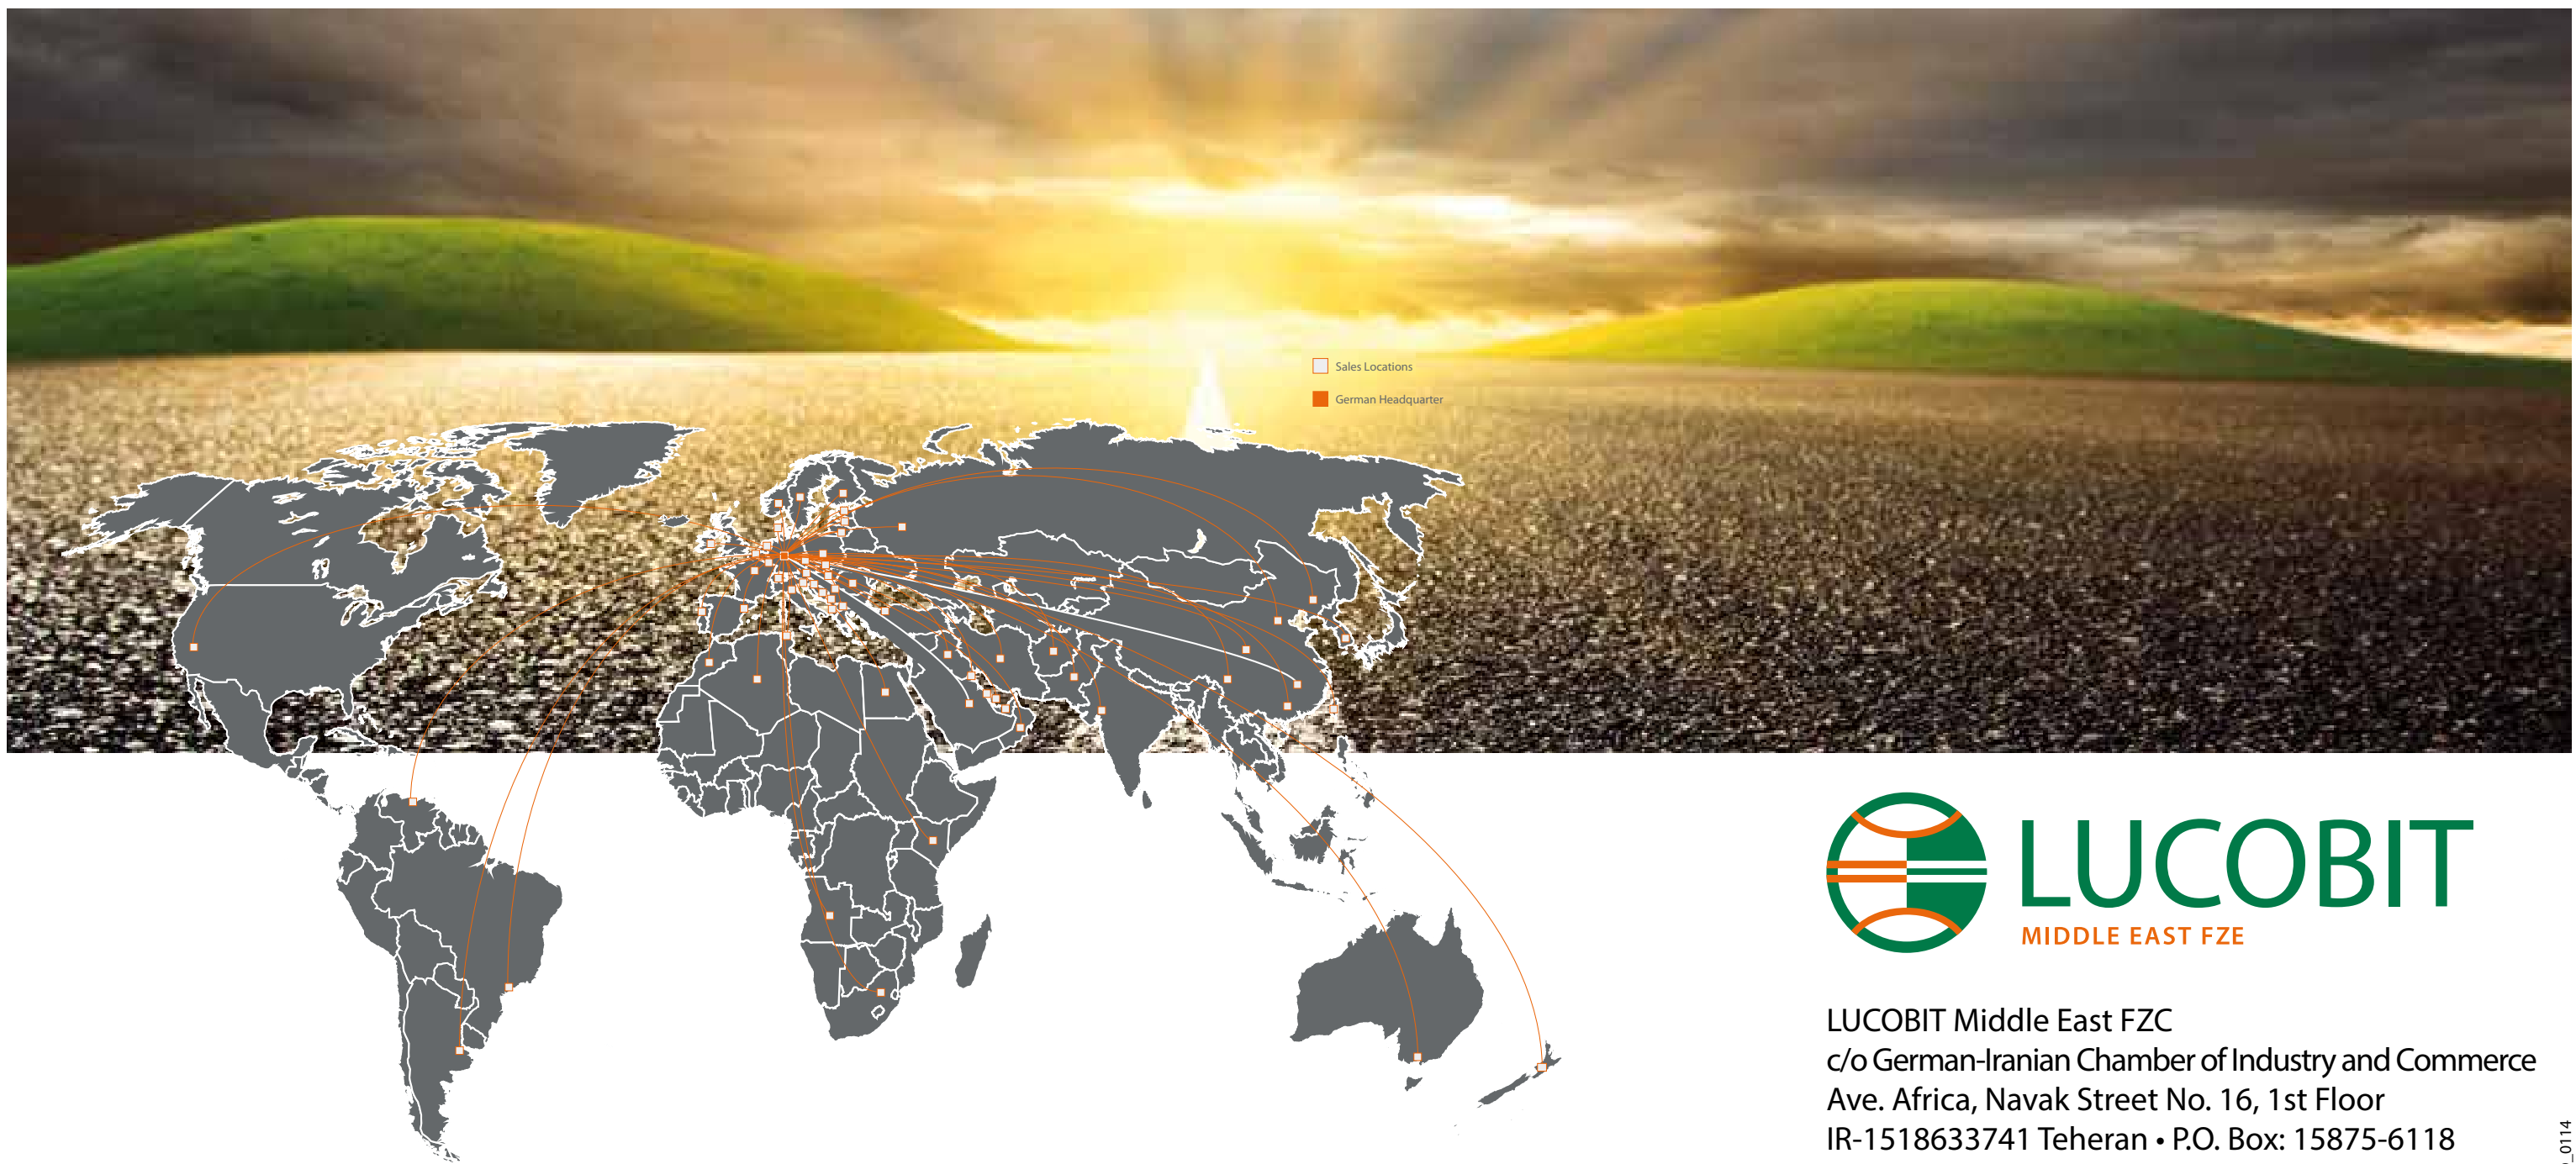 Sales Locations
German Headquarter
LUCOBIT
MIDDLE EAST FZE
LUCOBIT Middle East FZC
c/o German-Iranian Chamber of Industry and Commerce
Ave. Africa, Navak Street No. 16, 1st Floor
IR-1518633741 Teheran • P.O. Box: 15875-6118
_0114